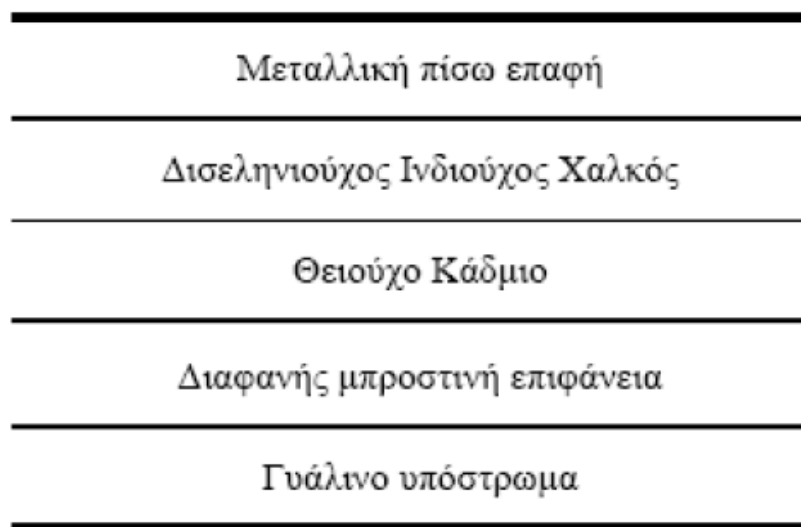 Μεταλλική πίσω επαφή
Δισεληνιούχος Ινδιούχος Χαλκός
Θειούχο Κάδμιο
Διαφανής μπροστινή επιφάνεια
Γυάλινο υπόστρωμα